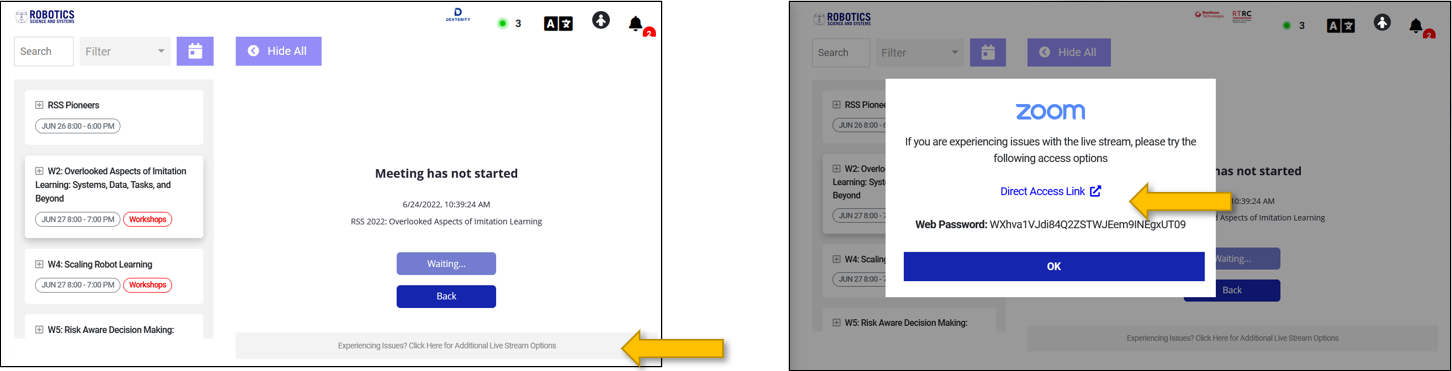 ROBOTICS
SCIENCE AND SYSTEMS
DEXTERITY
3
2
Search
Filter
Hide All
RSS Pioneers
JUN 26 8:00 - 6:00 PM
W2: Overlooked Aspects of Imitation
Learning: Systems, Data, Tasks, and
Beyond
JUN 27 8:00 - 7:00 PM
Workshops
W4: Scaling Robot Learning
JUN 27 8:00 - 7:00 PM
Workshops
W5: Risk Aware Decision Making:
Meeting has not started
6/24/2022, 10:39:24 AM
RSS 2022: Overlooked Aspects of Imitation Learning
Waiting...
Back
Experiencing Issues? Click Here for Additional Live Stream Options
ROBOTICS
SCIENCE AND SYSTEMS
RTRC
3
2
Search
Filter
Hide All
RSS Pionee
JUN 26 8:00 - 6
W2: Overlo
Learning: Syst
Beyond
JUN 27 8:00 - 7
W4: Scaling
JUN 27 8:00 - 7
W5: Risk Aware Decision Making:
has not started
10:39:24 AM
Aspects of Imitation Learning
Waiting...
Back
Experiencing Issues? Click Here for Additional Live Stream Options
zoom
If you are experiencing issues with the live stream, please try the
following access options
Direct Access Link
Web Password: WXhva1VJdi84Q2ZSTWJEem9INEgxUT09
OK